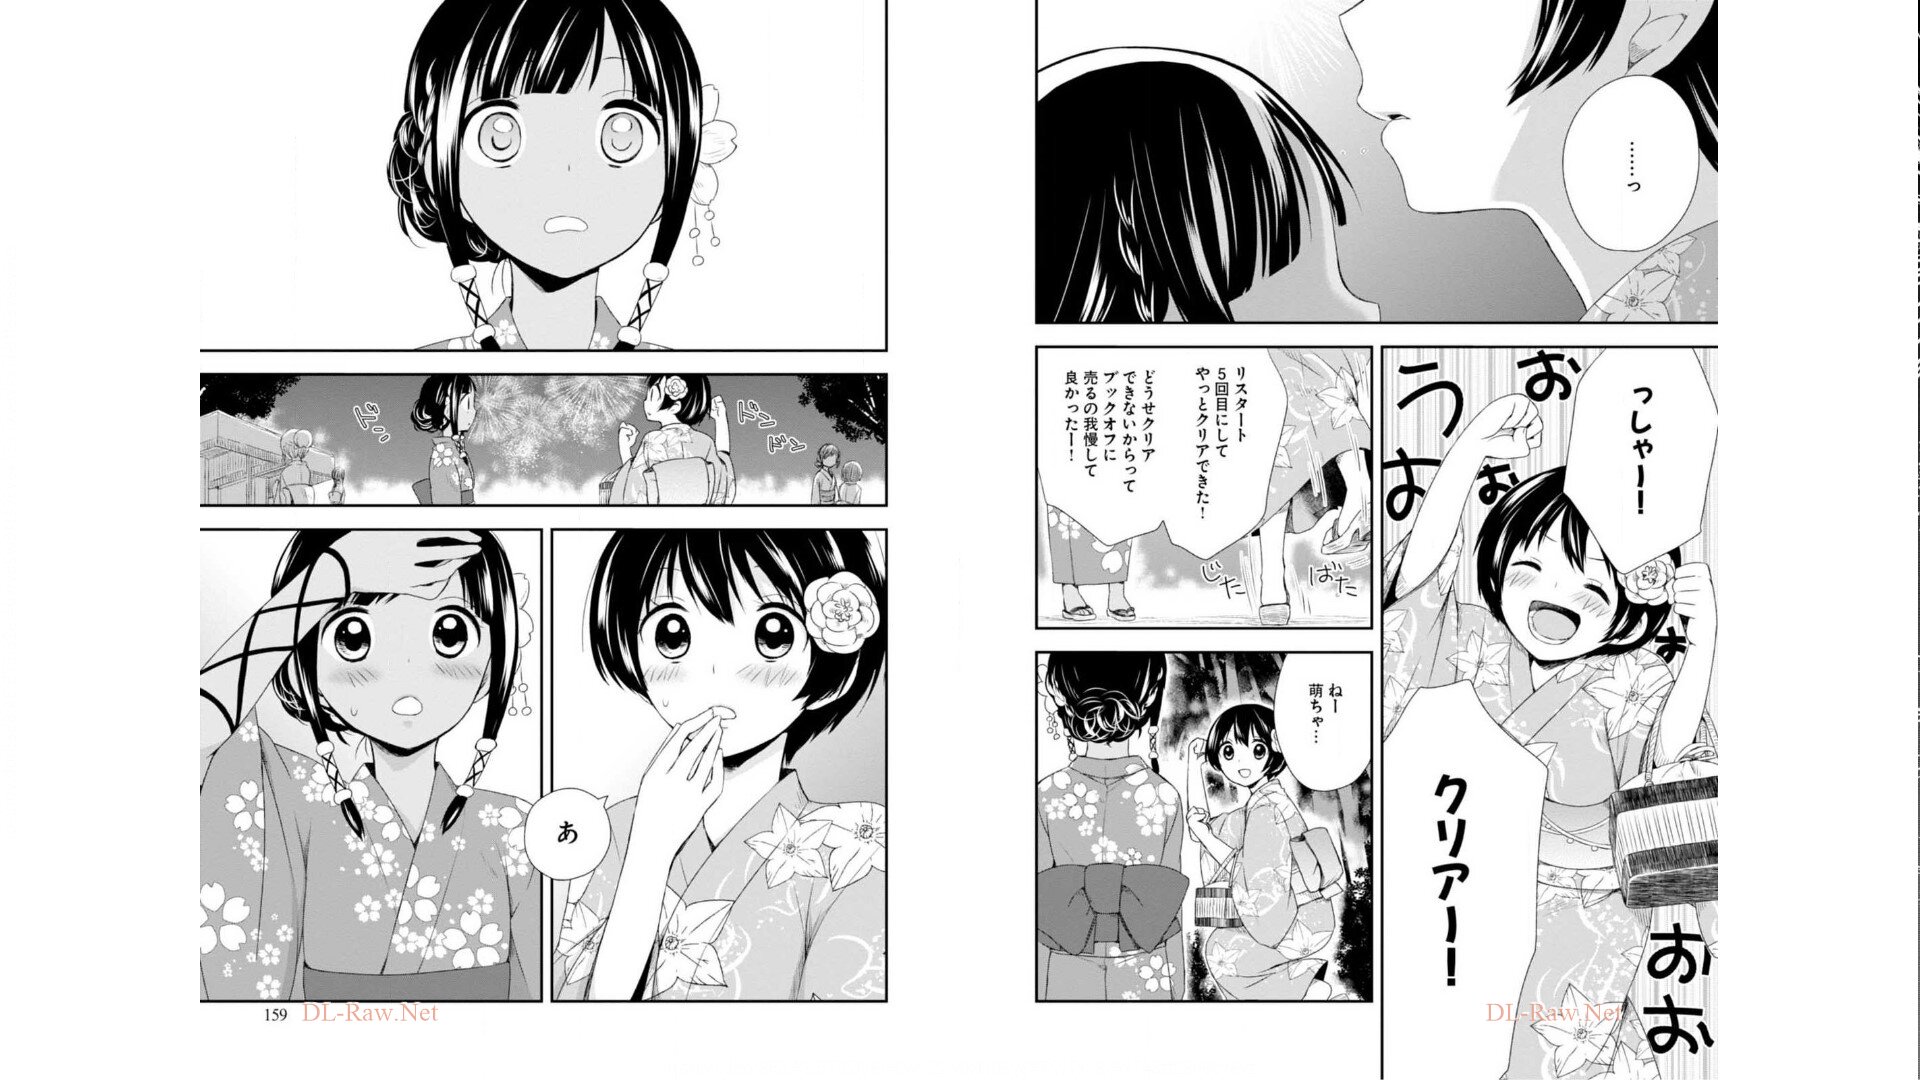 ……っ
っしゃー！
うおおおおおおお
クリアー！
リスタート
5回目にして
やっとクリアできた！
どうせクリア
できないからって
ブックオフに
売るの我慢して
良かったー！
ばた
じた
ねー
萌ちゃ…
ドン
ドン
ドン
あ
159
DL-Raw.Net
DL-Raw.Net